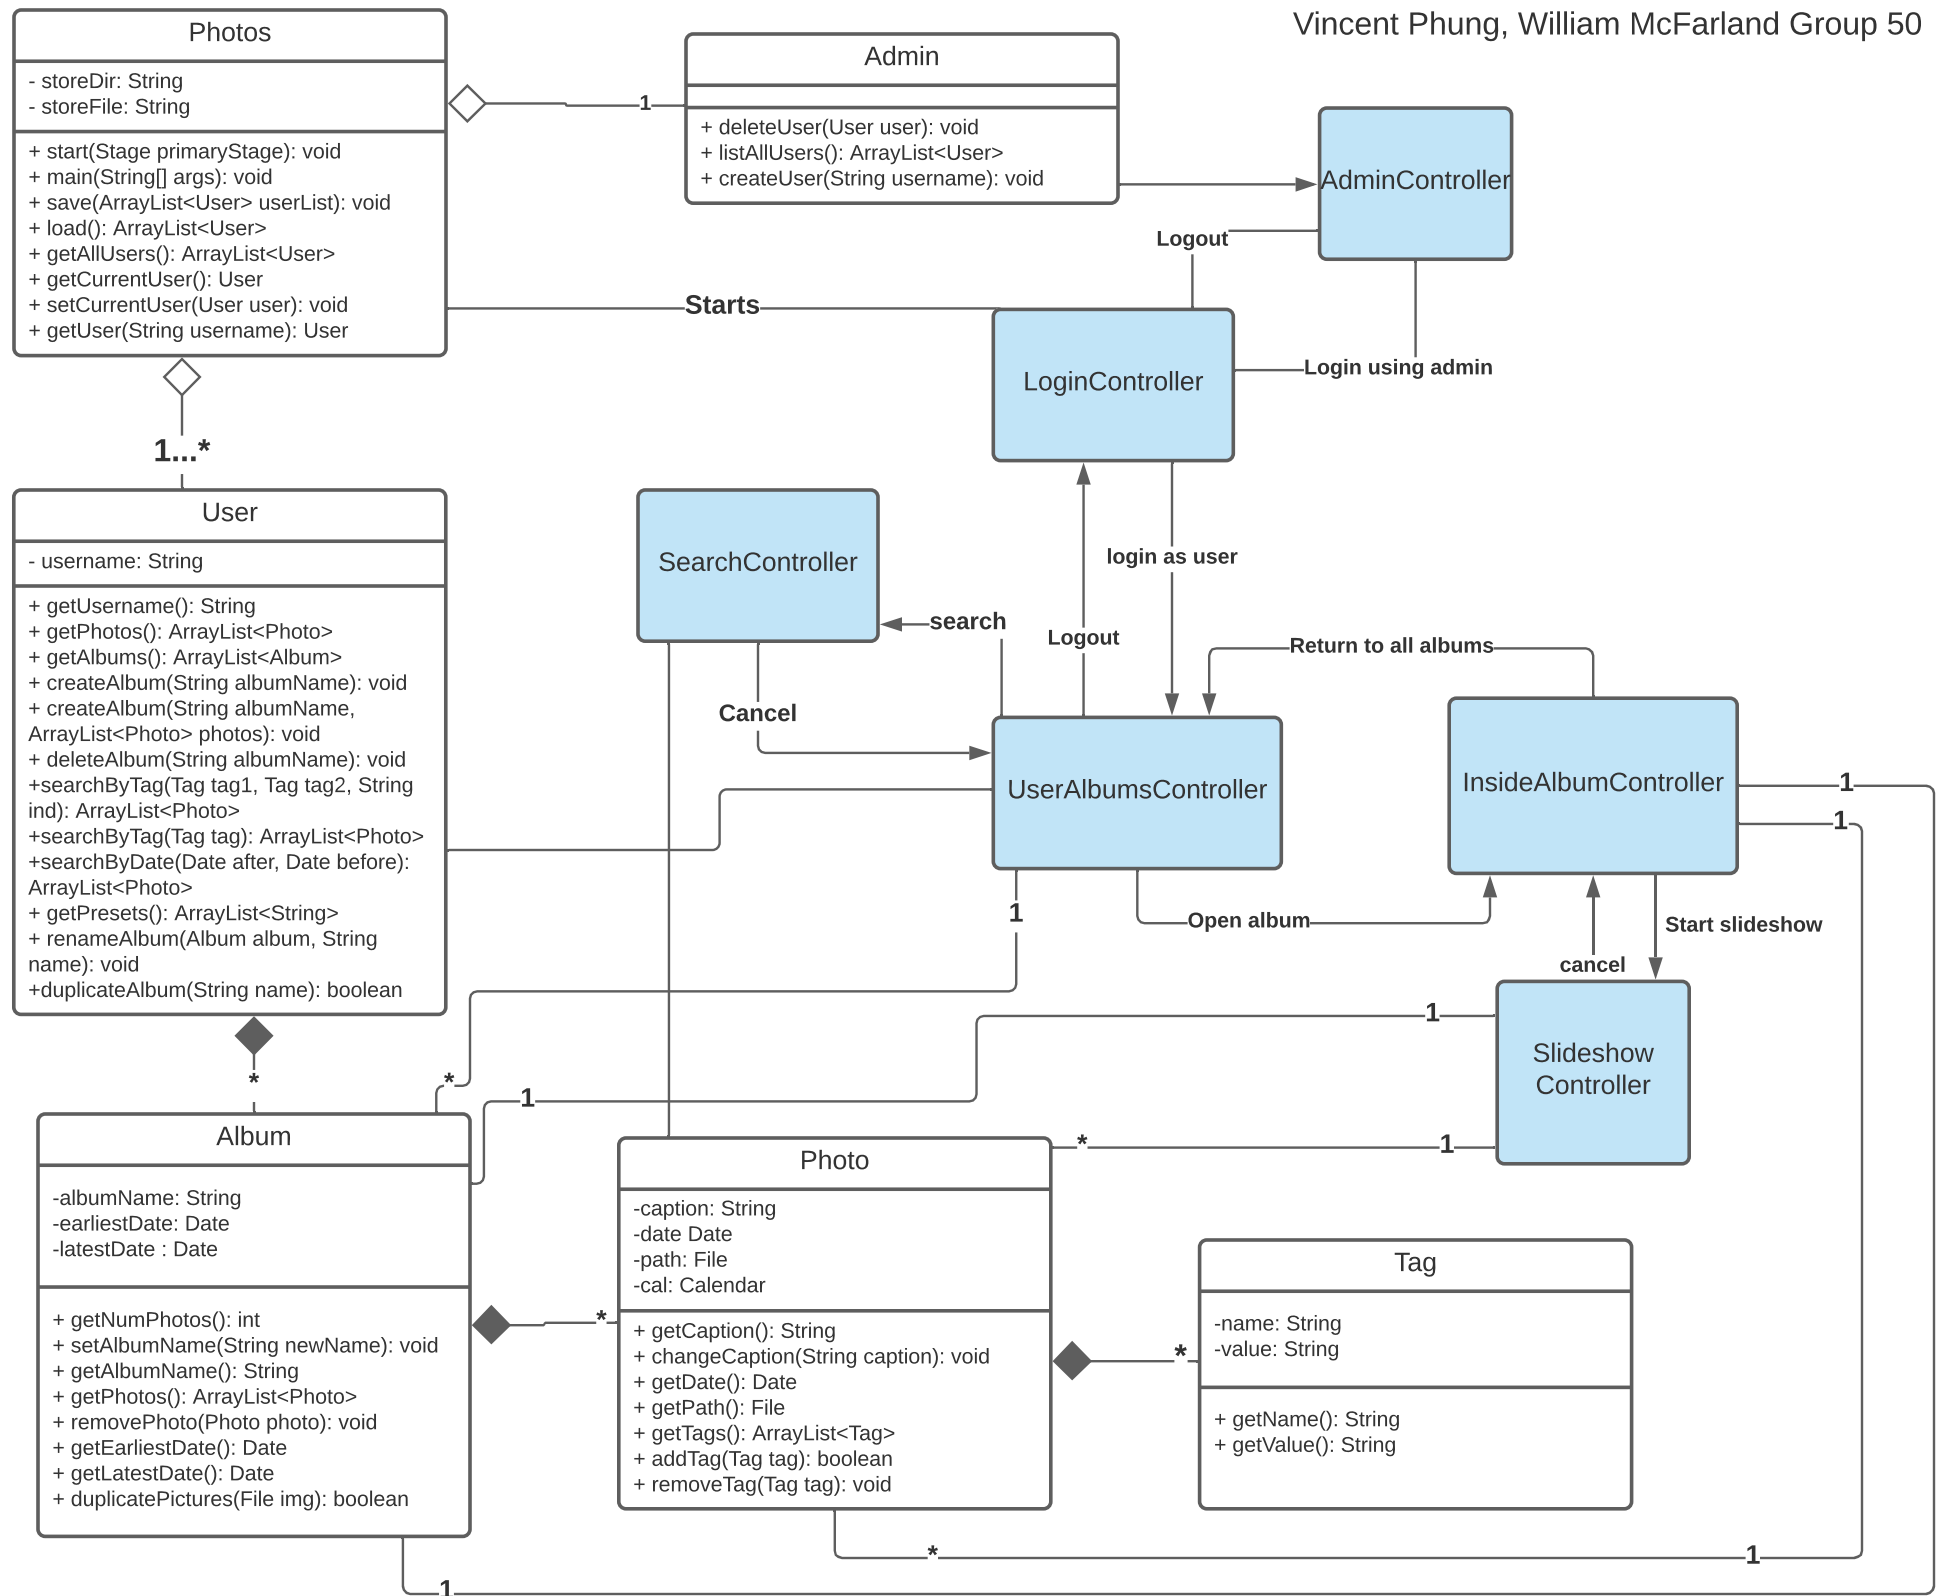 Vincent Phung, William McFarland Group 50
Photos
- storeDir: String
- storeFile: String
+ start(Stage primaryStage): void
+ main(String[] args): void
+ save(ArrayList<User> userList): void
+ load(): ArrayList<User>
+ getAllUsers(): ArrayList<User>
+ getCurrentUser(): User
+ setCurrentUser(User user): void
+ getUser(String username): User
1
Admin
+ deleteUser(User user): void
+ listAllUsers(): ArrayList<User>
+ createUser(String username): void
AdminController
Logout
Starts
LoginController
Login using admin
1...*
User
- username: String
+ getUsername(): String
+ getPhotos(): ArrayList<Photo>
+ getAlbums(): ArrayList<Album>
+ createAlbum(String albumName): void
+ createAlbum(String albumName,
ArrayList<Photo> photos): void
+ deleteAlbum(String albumName): void
+searchByTag(Tag tag1, Tag tag2, String
ind): ArrayList<Photo>
+searchByTag(Tag tag): ArrayList<Photo>
+searchByDate(Date after, Date before):
ArrayList<Photo>
+ getPresets(): ArrayList<String>
+ renameAlbum(Album album, String
name): void
+duplicateAlbum(String name): boolean
SearchController
search
Cancel
Logout
login as user
Return to all albums
UserAlbumsController
InsideAlbumController
1
1
1
Open album
Start slideshow
cancel
Slideshow
Controller
1
1
*
*
*
1
Album
-albumName: String
-earliestDate: Date
-latestDate : Date
+ getNumPhotos(): int
+ setAlbumName(String newName): void
+ getAlbumName(): String
+ getPhotos(): ArrayList<Photo>
+ removePhoto(Photo photo): void
+ getEarliestDate(): Date
+ getLatestDate(): Date
+ duplicatePictures(File img): boolean
*
Photo
-caption: String
-date Date
-path: File
-cal: Calendar
+ getCaption(): String
+ changeCaption(String caption): void
+ getDate(): Date
+ getPath(): File
+ getTags(): ArrayList<Tag>
+ addTag(Tag tag): boolean
+ removeTag(Tag tag): void
*
Tag
-name: String
-value: String
+ getName(): String
+ getValue(): String
*
1
1